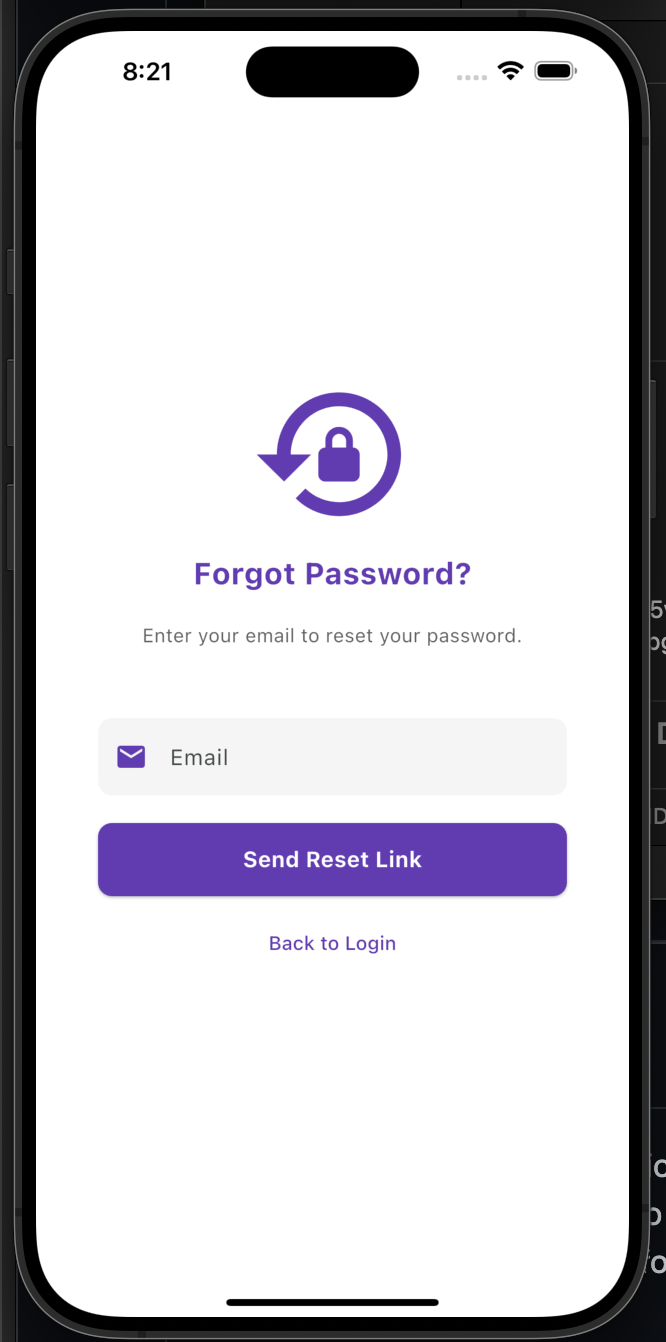 8:21
Forgot Password?
Enter your email to reset your password.
Email
Send Reset Link
Back to Login